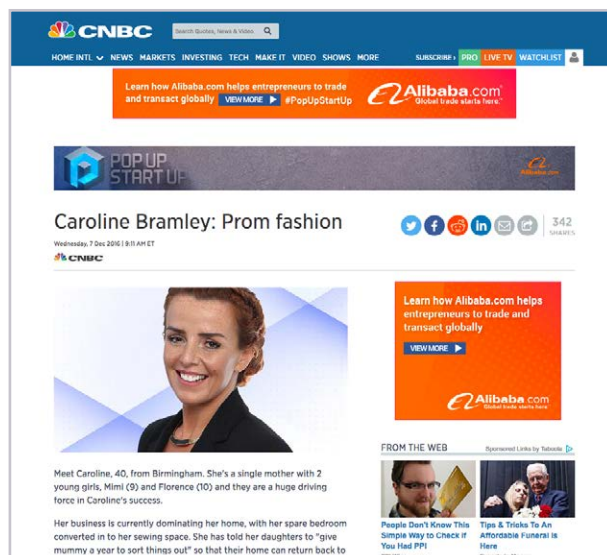 CNBC
Search Quotes, News & Video
HOME INTL NEWS MARKETS INVESTING TECH MAKE IT VIDEO SHOWS MORE
SUBSCRIBE PRO LIVE TV WATCHLIST
Learn how Alibaba.com helps entrepreneurs to trade
and transact globally VIEW MORE #PopUpStartUp
Alibaba.com
Global trade starts here.
POP UP
START UP
Alibaba.com
Caroline Bramley: Prom fashion
342
SHARES
Wednesday, 7 Dec 2016 | 9:11 AM ET
CNBC
Learn how Alibaba.com helps
entrepreneurs to trade and
transact globally
VIEW MORE
Alibaba.com
Global trade starts here
FROM THE WEB
Sponsored Links by Taboola
Meet Caroline, 40, from Birmingham. She's a single mother with 2
young girls, Mimi (9) and Florence (10) and they are a huge driving
force in Caroline's success.
Her business is currently dominating her home, with her spare bedroom
converted in to her sewing space. She has told her daughters to "give
mummy a year to sort things out" so that their home can return back to
People Don't Know This
Simple Way to Check if
You Had PPI
Tips & Tricks To An
Affordable Funeral is
Here